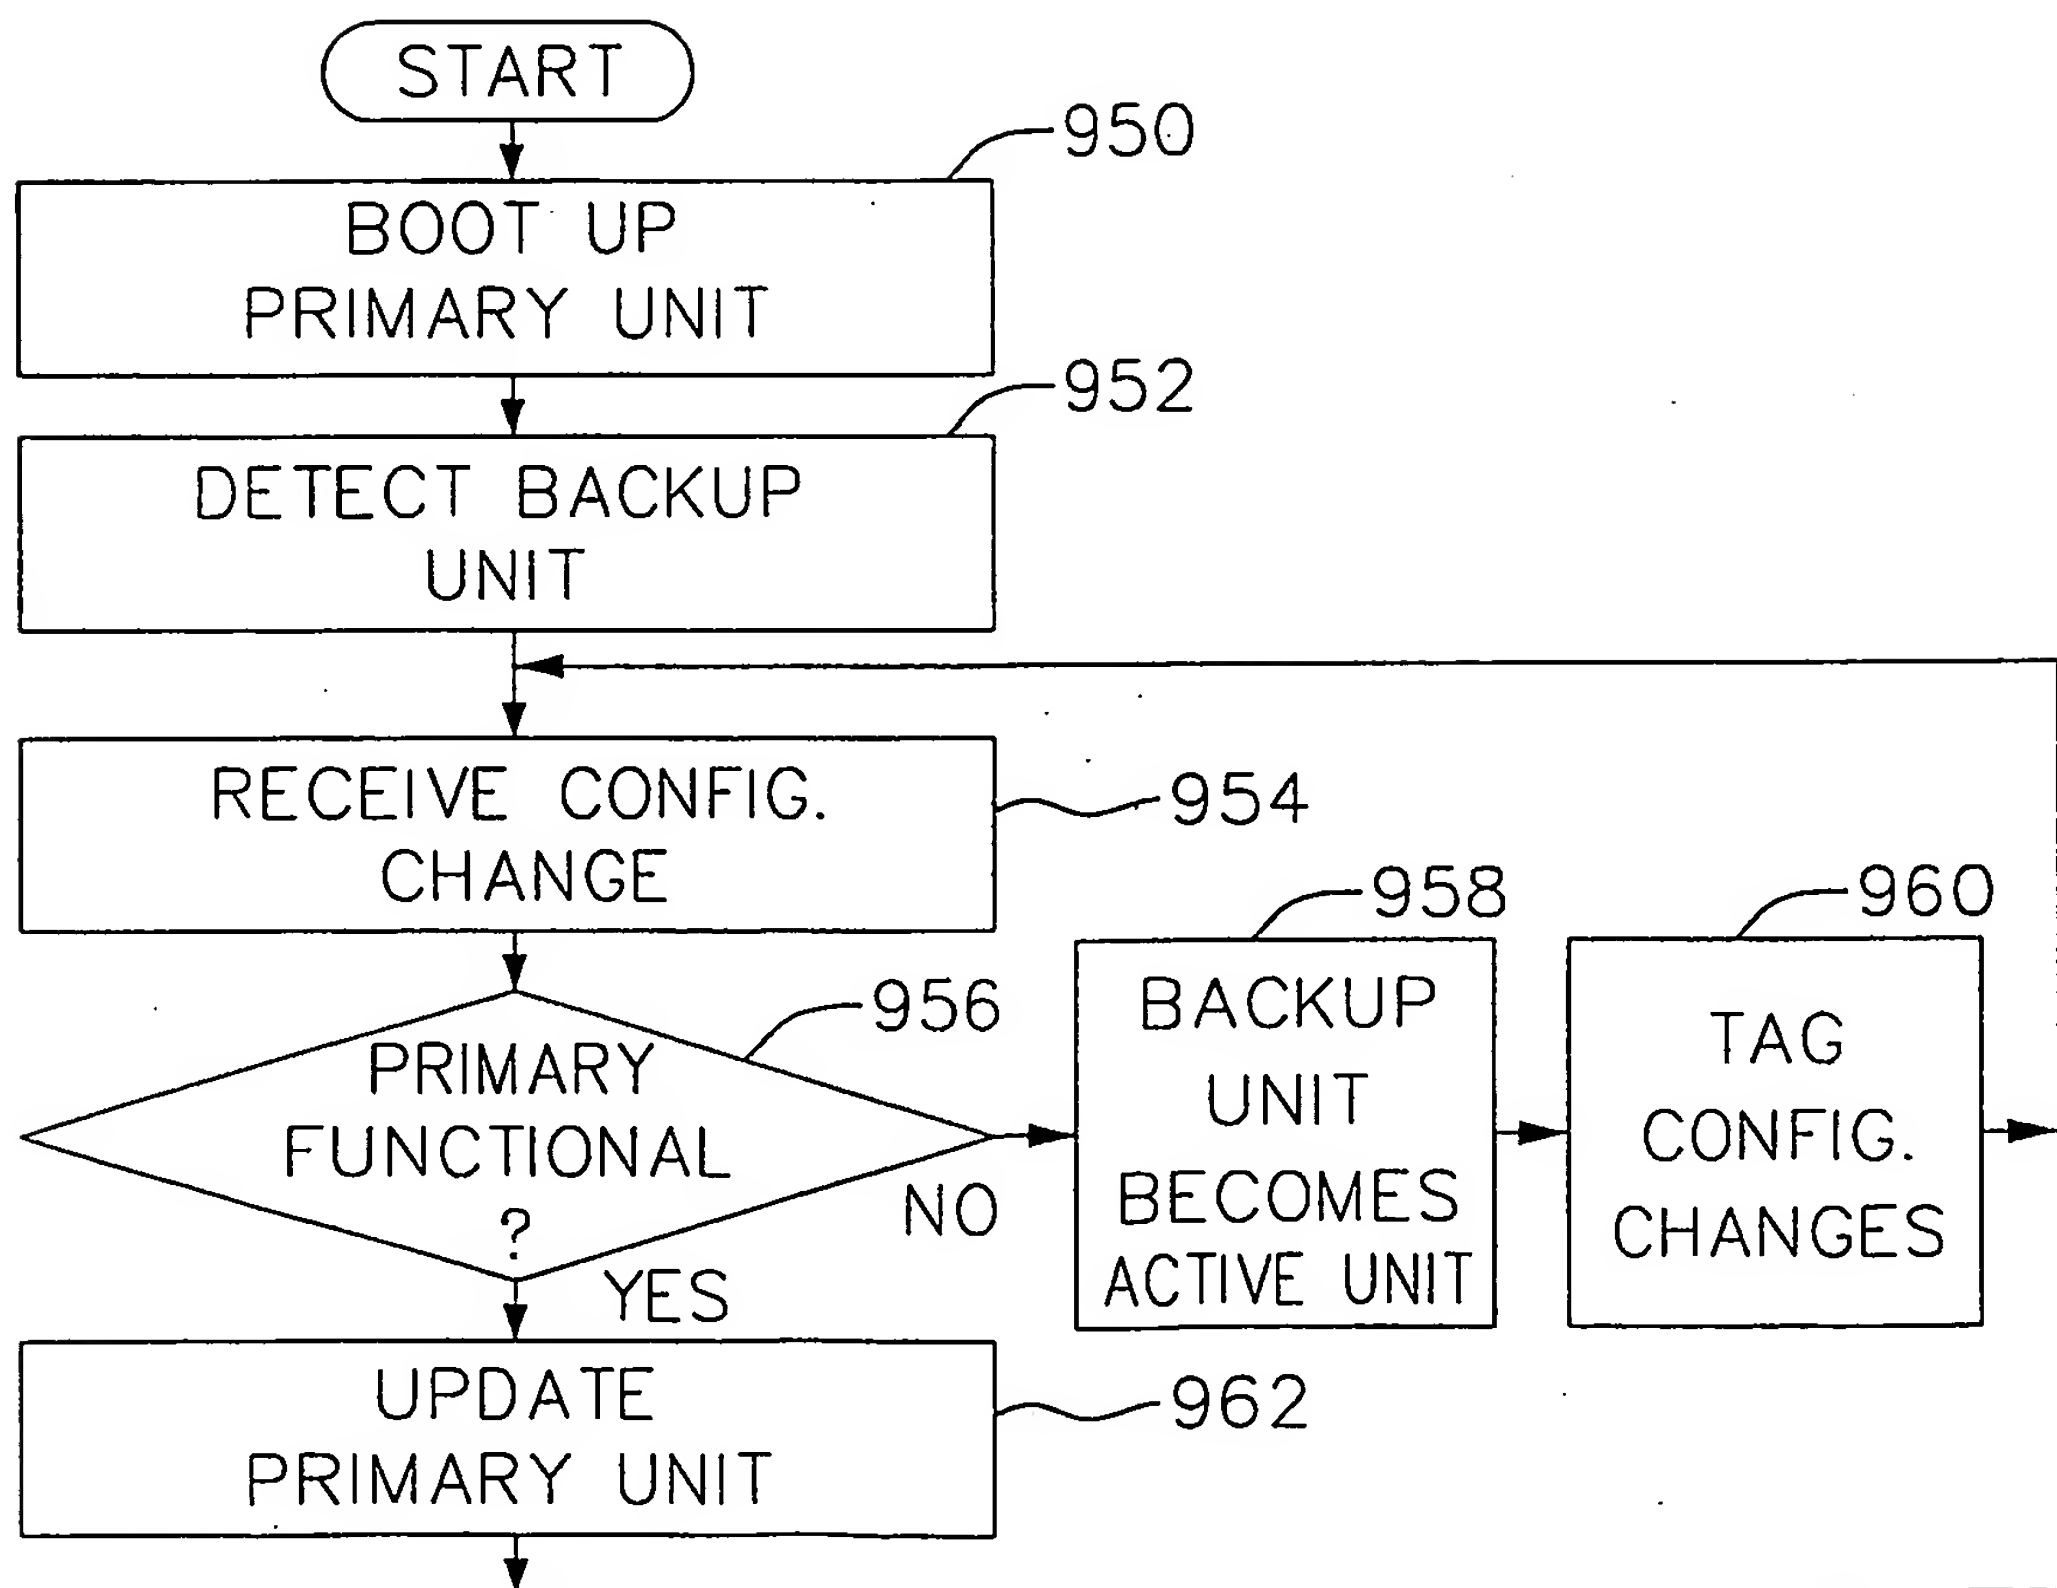 START
950
BOOT UP
PRIMARY UNIT
952
DETECT BACKUP
UNIT
RECEIVE CONFIG.
CHANGE
954
956
PRIMARY
FUNCTIONAL
?
NO
YES
958
BACKUP
UNIT
BECOMES
ACTIVE UNIT
960
TAG
CONFIG.
CHANGES
UPDATE
PRIMARY UNIT
962